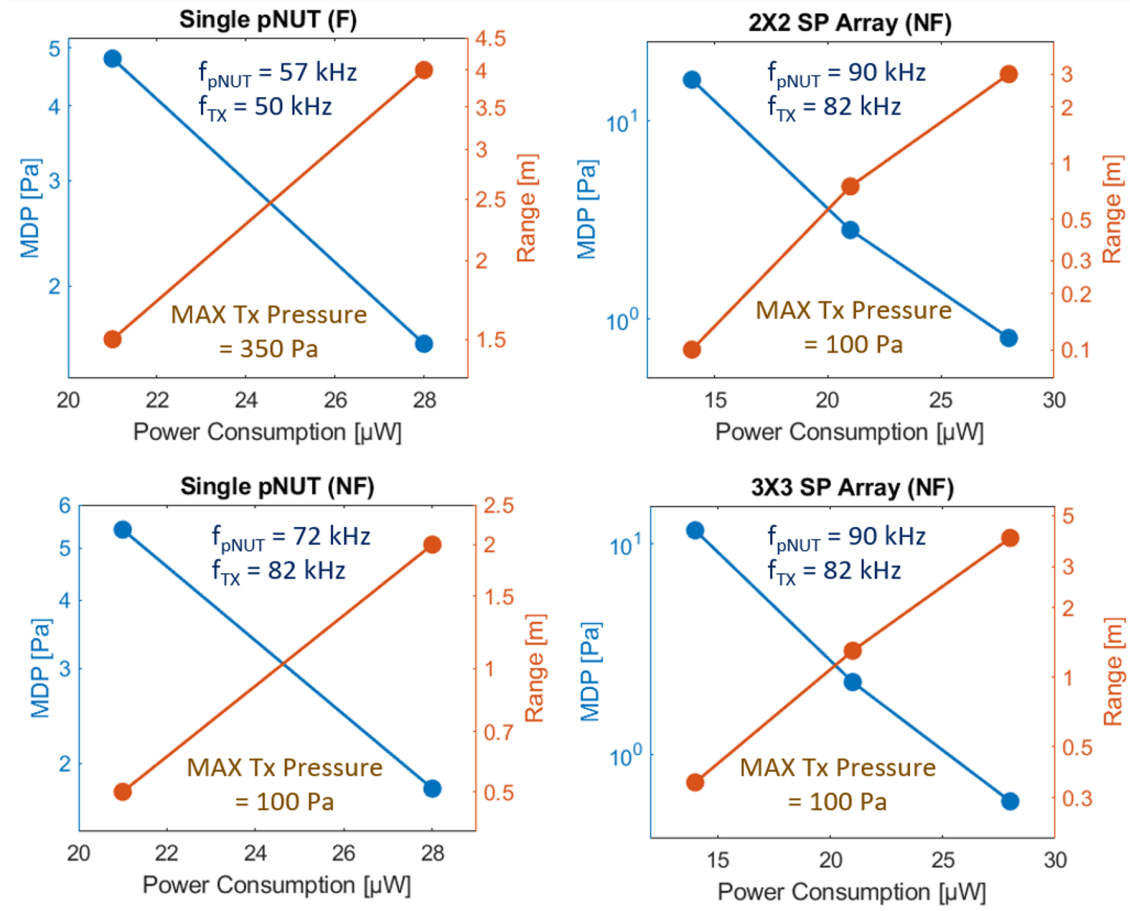 Single pNUT (F)
MDP [Pa]
5
4
3
2
f_pNUT = 57 kHz
f_TX = 50 kHz
MAX Tx Pressure
= 350 Pa
4.5
4
3.5
3
2.5
2
1.5
Range [m]
20 22 24 26 28
Power Consumption [µW]
2X2 SP Array (NF)
MDP [Pa]
10^1
10^0
f_pNUT = 90 kHz
f_TX = 82 kHz
MAX Tx Pressure
= 100 Pa
3
2
1
0.5
0.3
0.2
0.1
Range [m]
15 20 25 30
Power Consumption [µW]
Single pNUT (NF)
MDP [Pa]
6
5
4
3
2
f_pNUT = 72 kHz
f_TX = 82 kHz
MAX Tx Pressure
= 100 Pa
2.5
2
1.5
1
0.7
0.5
Range [m]
20 22 24 26 28
Power Consumption [µW]
3X3 SP Array (NF)
MDP [Pa]
10^1
10^0
f_pNUT = 90 kHz
f_TX = 82 kHz
MAX Tx Pressure
= 100 Pa
5
3
2
1
0.5
0.3
Range [m]
15 20 25 30
Power Consumption [µW]